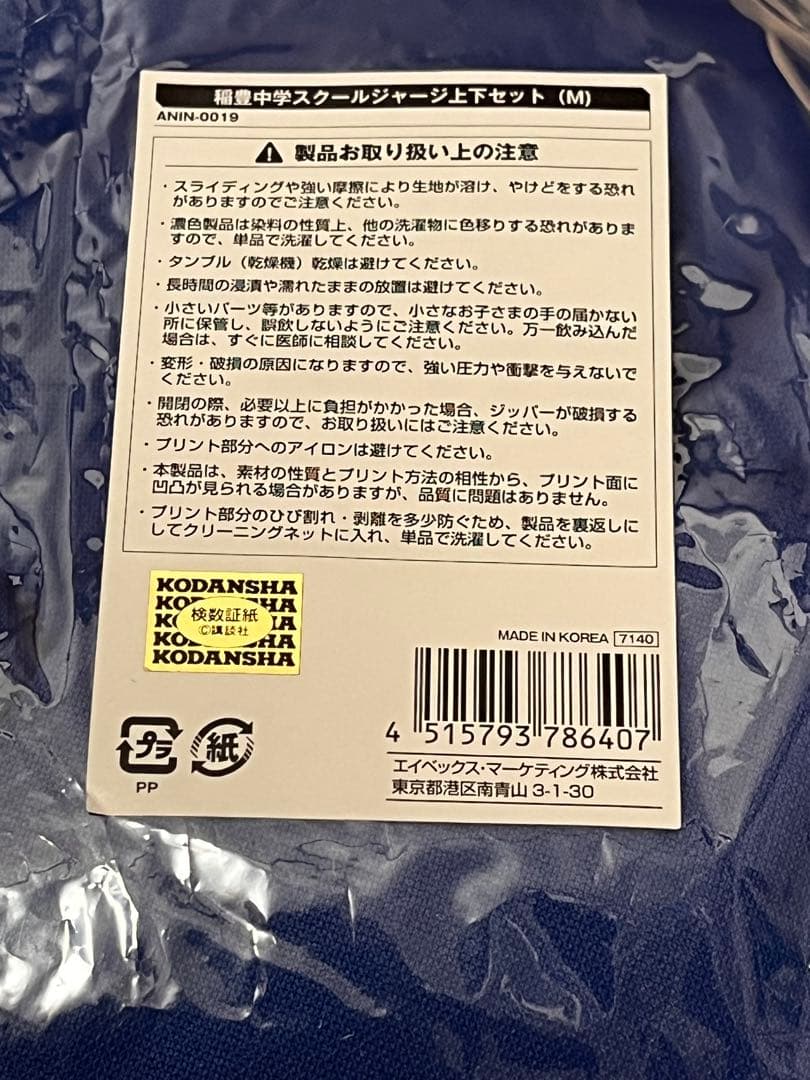 稲豊中学スクールジャージ上下セット（M）
ANIN-0019
製品お取り扱い上の注意
・スライディングや強い摩擦により生地が溶け、やけどをする恐れ
がありますのでご注意ください。
・濃色製品は染料の性質上、他の洗濯物に色移りする恐れがありま
すので、単品で洗濯してください。
・タンブル（乾燥機）乾燥は避けてください。
・長時間の浸漬や濡れたままの放置は避けてください。
・小さいパーツ等がありますので、小さなお子さまの手の届かない
所に保管し、誤飲しないようにご注意ください。万一飲み込んだ
場合は、すぐに医師に相談してください。
・変形・破損の原因になりますので、強い圧力や衝撃を与えないで
ください。
・開閉の際、必要以上に負担がかかった場合、ジッパーが破損する
恐れがありますので、お取り扱いにはご注意ください。
・プリント部分へのアイロンは避けてください。
・本製品は、素材の性質とプリント方法の相性から、プリント面に
凹凸が見られる場合がありますが、品質に問題はありません。
・プリント部分のひび割れ・剥離を多少防ぐため、製品を裏返しに
してクリーニングネットに入れ、単品で洗濯してください。
KODANSHA
KO HA
検数証紙
K HA
©講談社
KO SHA
KODANSHA
MADE IN KOREA 7140
4 515793 786407
プラ 紙
PP
エイベックス・マーケティング株式会社
東京都港区南青山 3-1-30